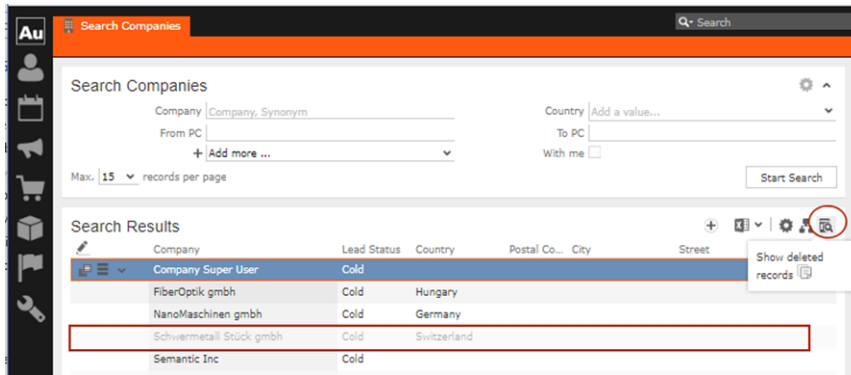 Au
Search Companies
Search
Search Companies
Company Company, Synonym
Country Add a value...
From PC
To PC
Add more ...
With me
Max. 15 records per page
Start Search
Search Results
Company Lead Status Country Postal Co... City Street
Company Super User Cold
Show deleted records
FiberOptik gmbh Cold Hungary
NanoMaschinen gmbh Cold Germany
Schwermetall Stück gmbh Cold Switzerland
Semantic Inc Cold